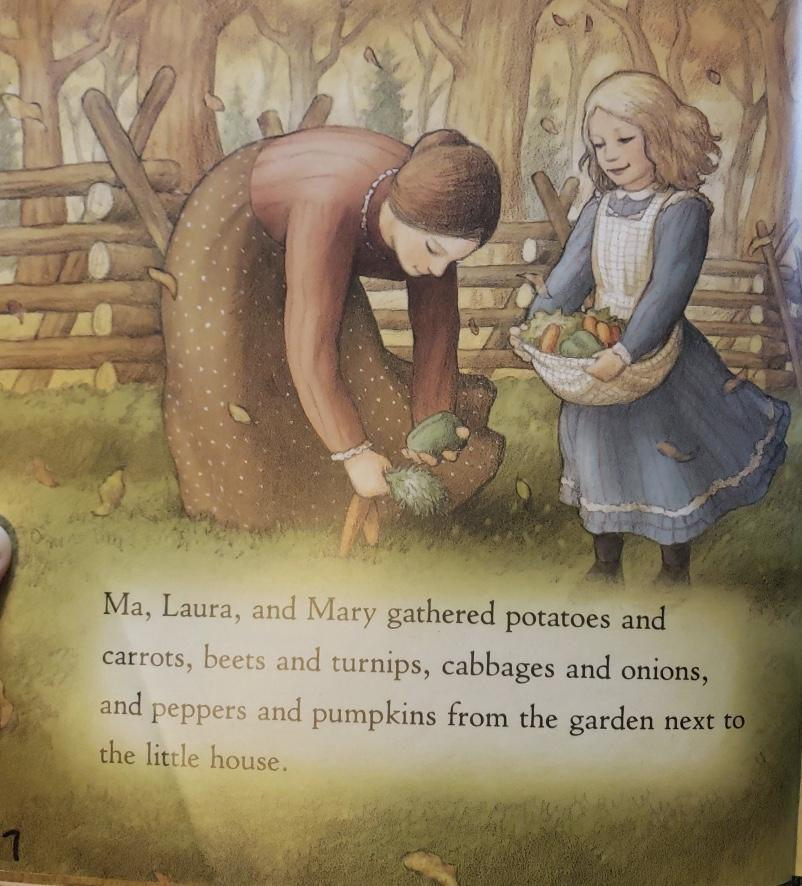 Ma, Laura, and Mary gathered potatoes and
carrots, beets and turnips, cabbages and onions,
and peppers and pumpkins from the garden next to
the little house.
7